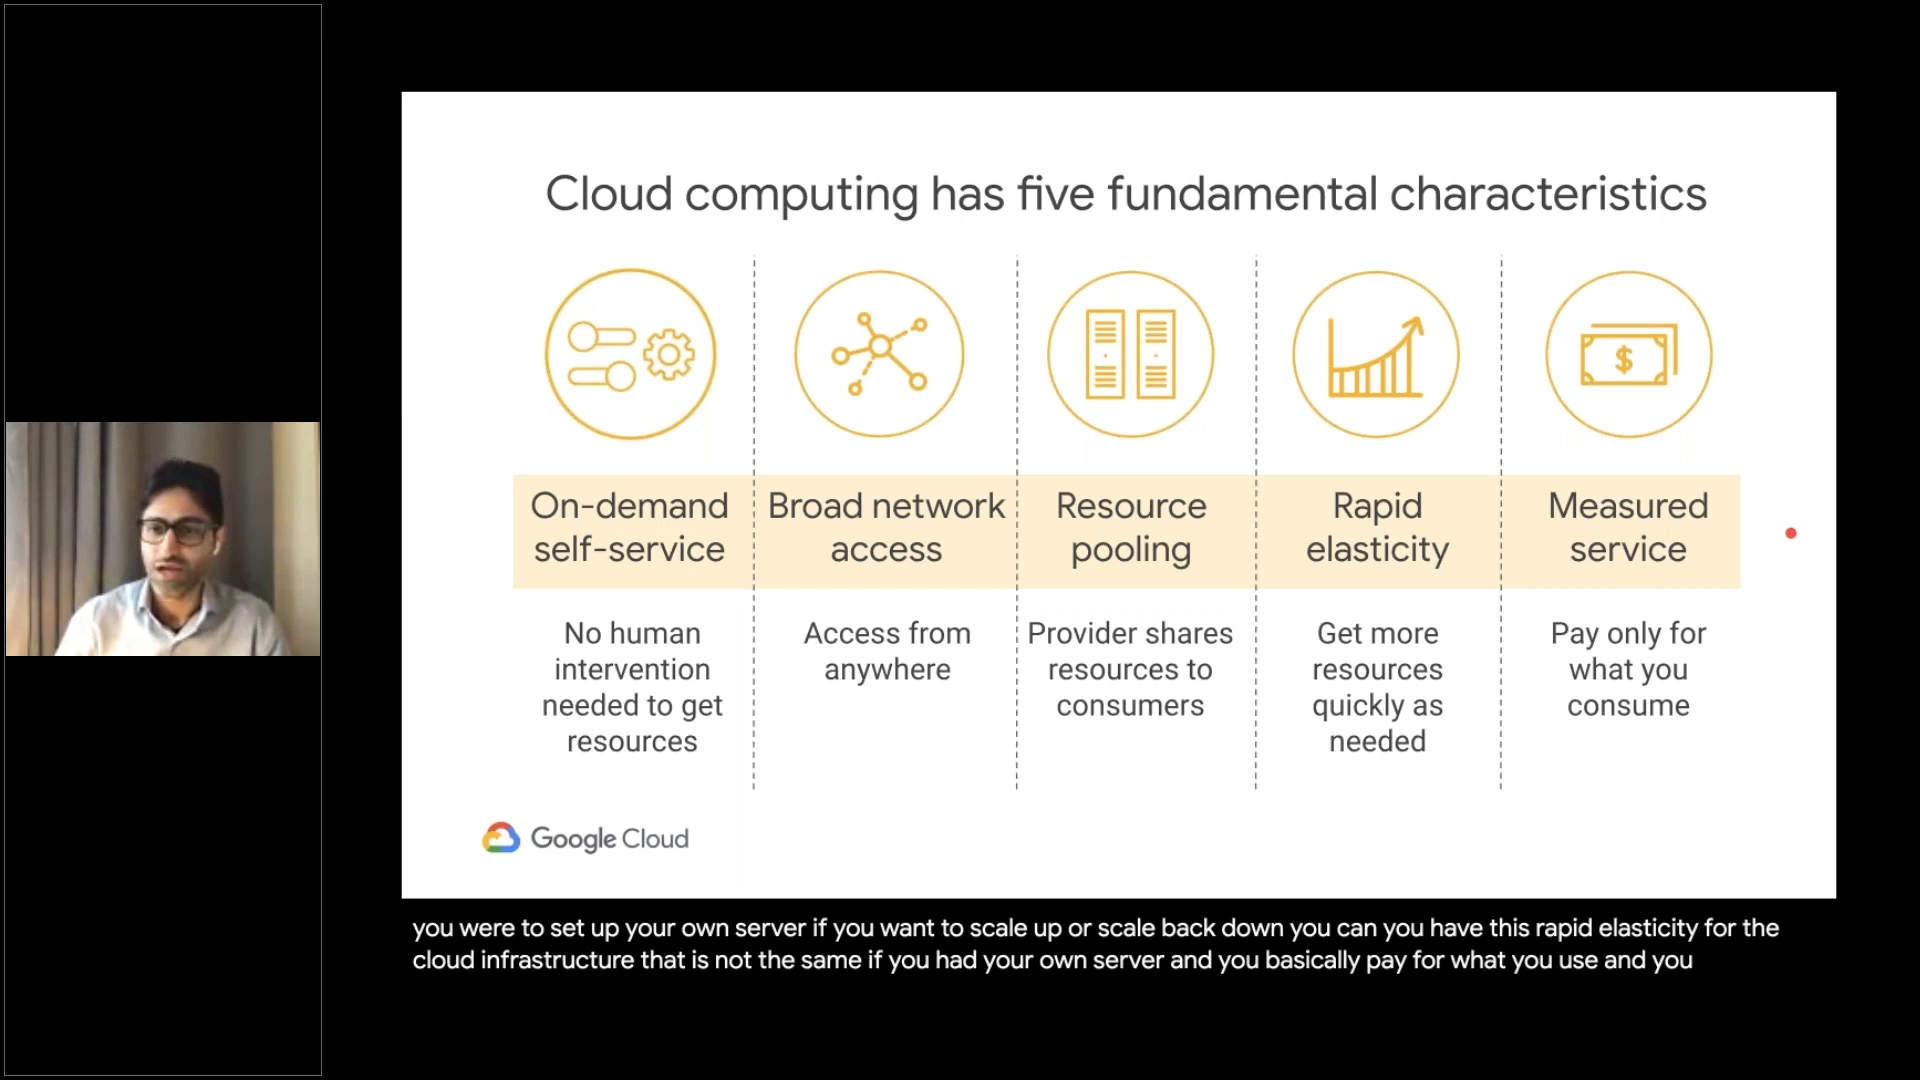 Cloud computing has five fundamental characteristics
$
On-demand
self-service
Broad network
access
Resource
pooling
Rapid
elasticity
Measured
service
No human
intervention
needed to get
resources
Access from
anywhere
Provider shares
resources to
consumers
Get more
resources
quickly as
needed
Pay only for
what you
consume
Google Cloud
you were to set up your own server if you want to scale up or scale back down you can you have this rapid elasticity for the
cloud infrastructure that is not the same if you had your own server and you basically pay for what you use and you